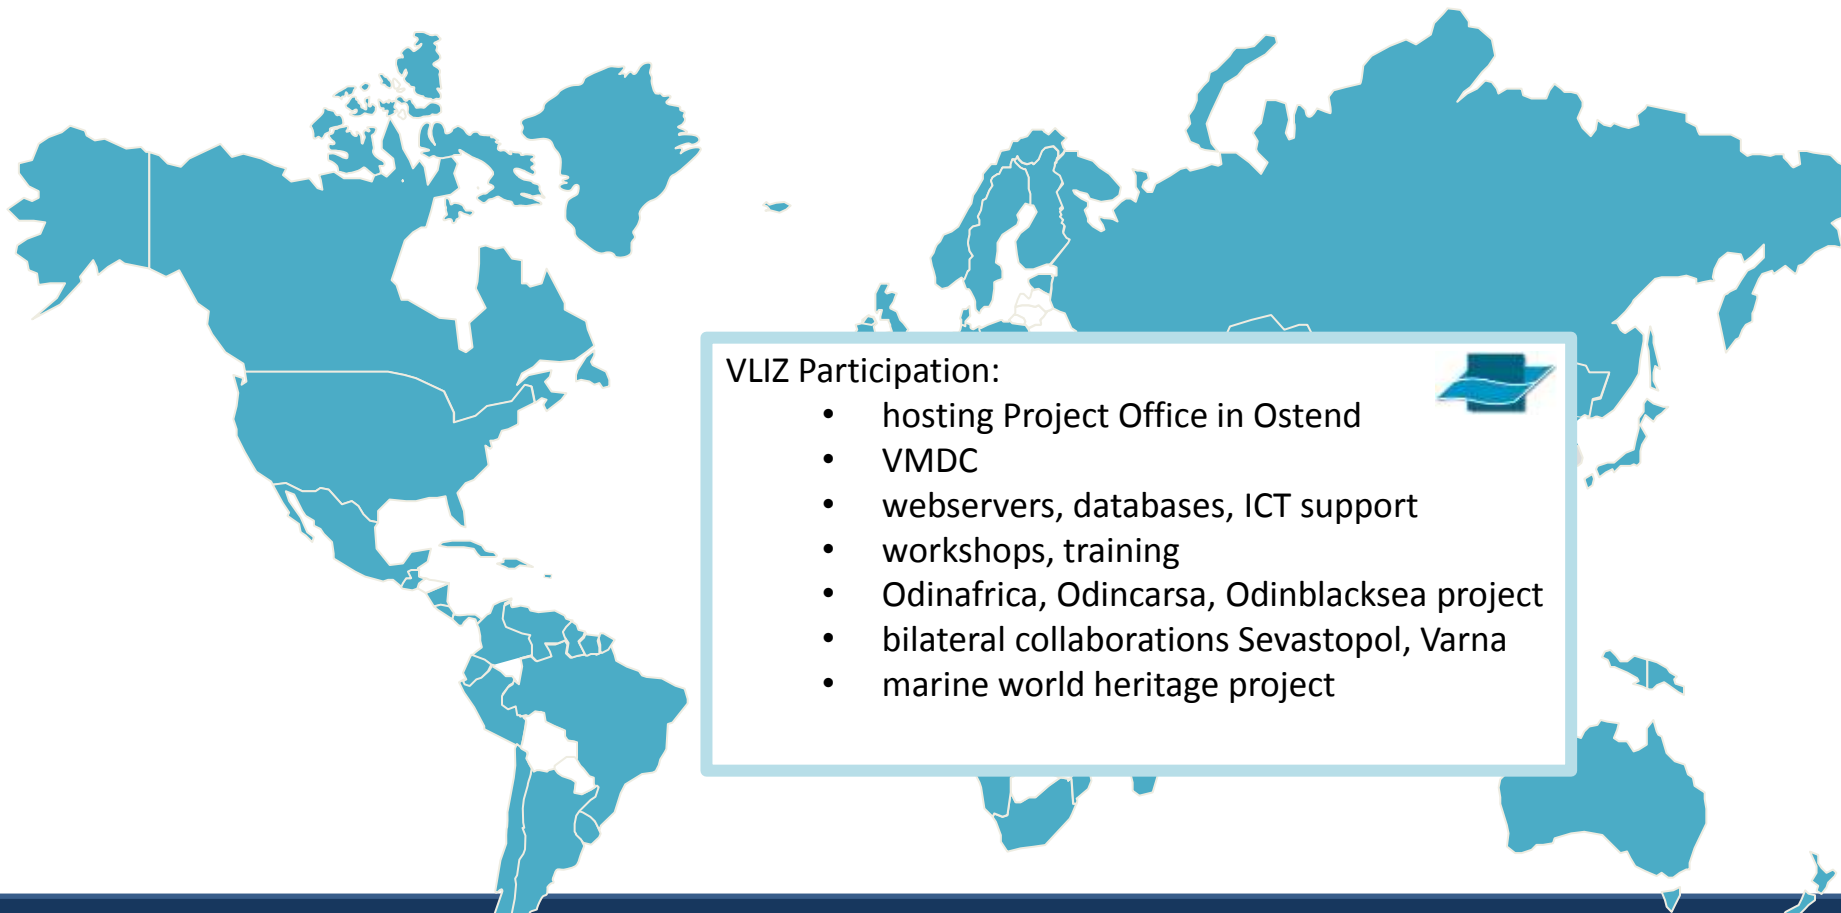 VLIZ Participation:
• hosting Project Office in Ostend
• VMDC
• webservers, databases, ICT support
• workshops, training
• Odinafrica, Odincarsa, Odinblacksea project
• bilateral collaborations Sevastopol, Varna
• marine world heritage project